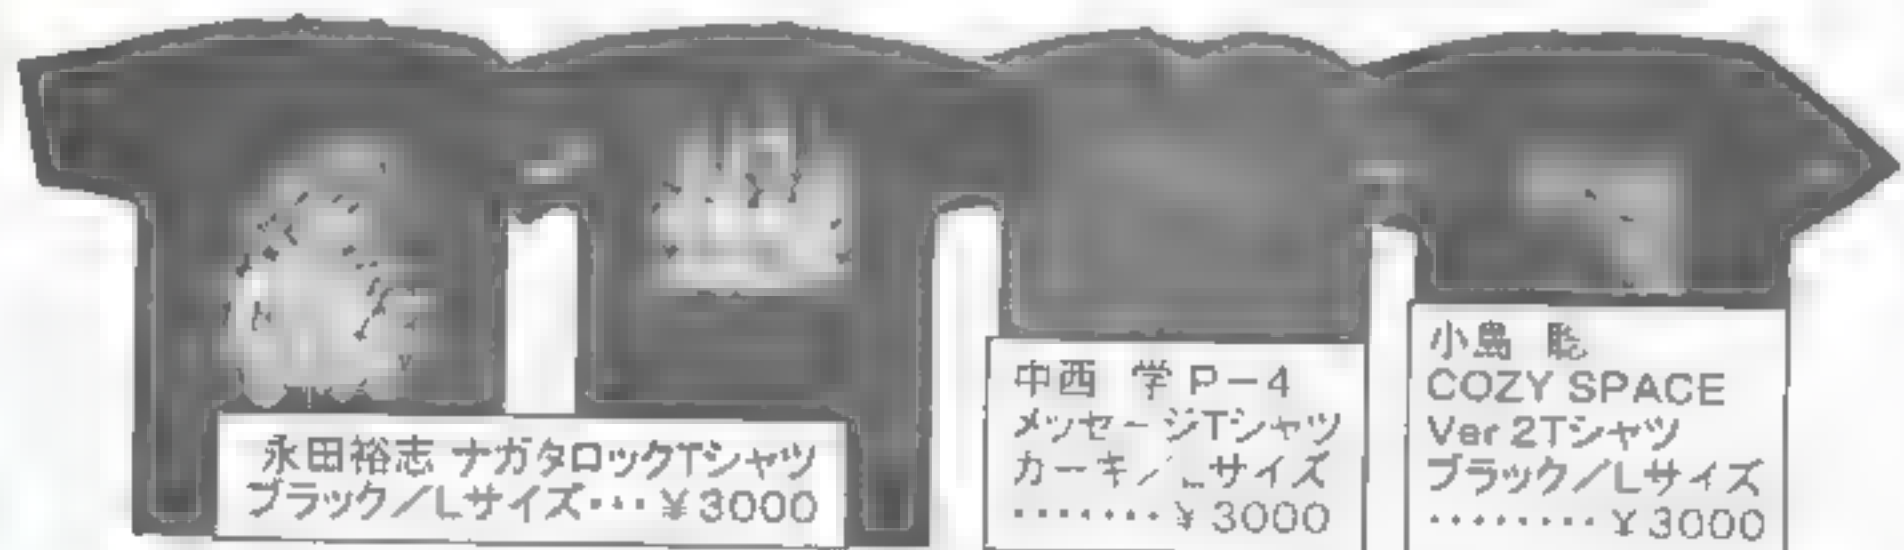 永田裕志 ナガタロックTシャツ
ブラック／Lサイズ･･･￥3000
中西 学 P－4
メッセージTシャツ
カーキ／Lサイズ
･･･････￥3000
小島 聡
COZY SPACE
Ver 2Tシャツ
ブラック／Lサイズ
････････￥3000